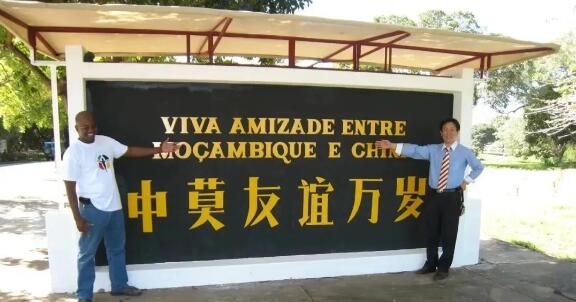 VIVA AMIZADE ENTRE
MOÇAMBIQUE E CHINA
中莫友谊万岁